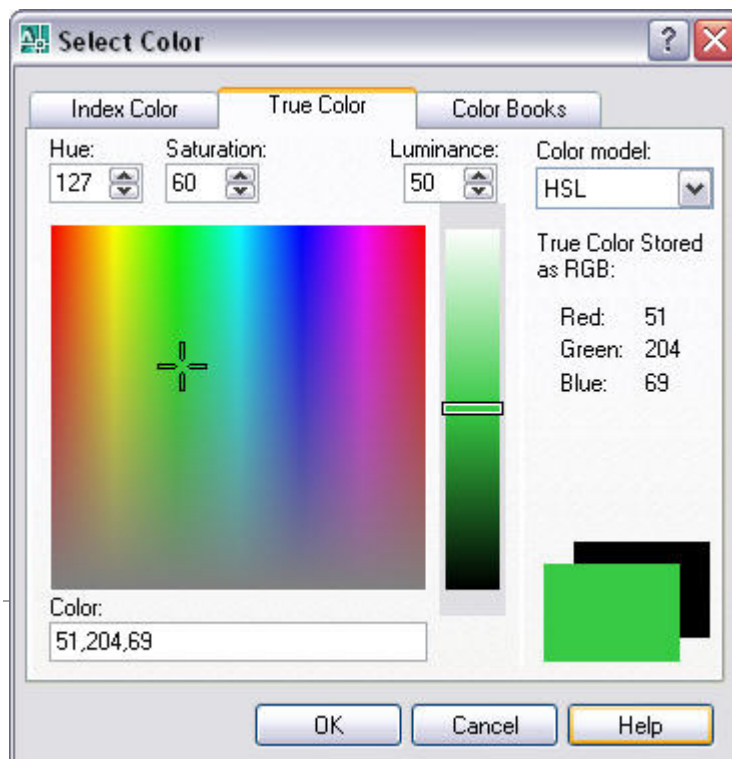 Select Color
Index Color True Color Color Books
Hue: Saturation: Luminance: Color model:
127 60 50 HSL
True Color Stored
as RGB:
Red: 51
Green: 204
Blue: 69
Color:
51,204,69
OK Cancel Help